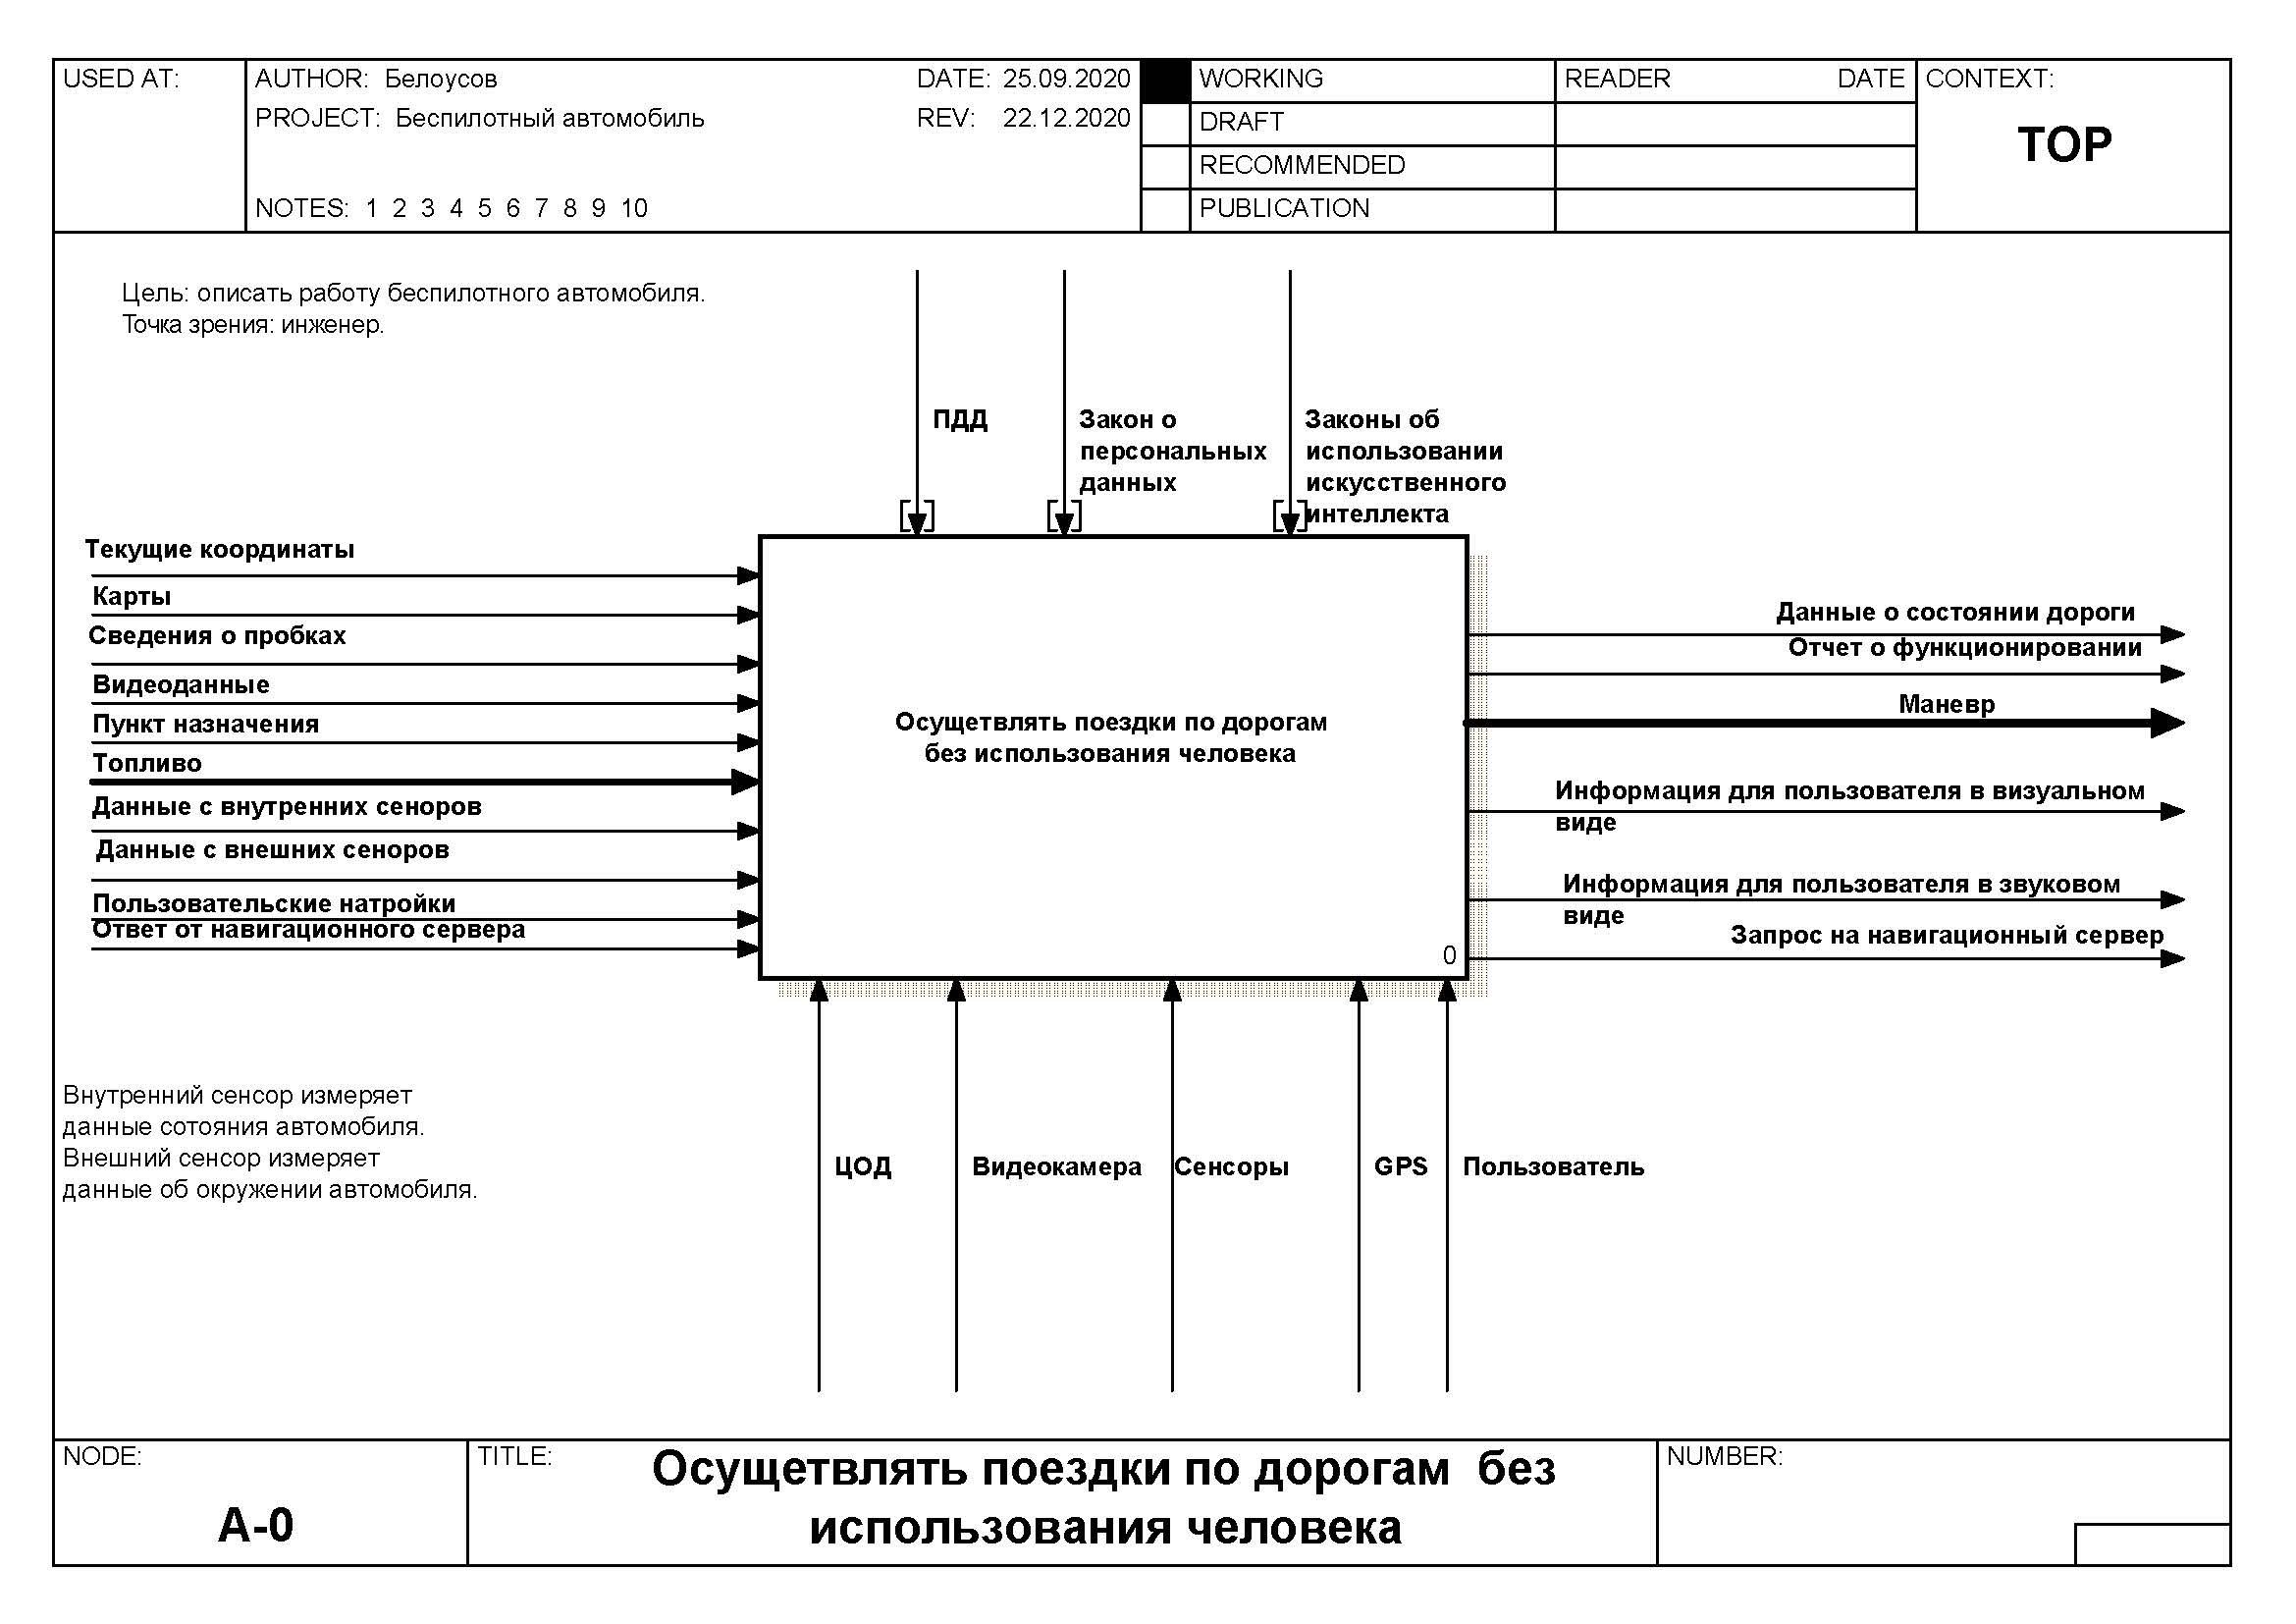 USED AT:
AUTHOR: Белоусов
DATE: 25.09.2020
PROJECT: Беспилотный автомобиль
REV: 22.12.2020
NOTES: 1 2 3 4 5 6 7 8 9 10
WORKING
DRAFT
RECOMMENDED
PUBLICATION
READER DATE
CONTEXT:
TOP
Цель: описать работу беспилотного автомобиля.
Точка зрения: инженер.
ПДД
Закон о
персональных
данных
Законы об
использовании
искусственного
интеллекта
Текущие координаты
Карты
Сведения о пробках
Видеоданные
Пункт назначения
Топливо
Данные с внутренних сеноров
Данные с внешних сеноров
Пользовательские натройки
Ответ от навигационного сервера
Осущетвлять поездки по дорогам
без использования человека
0
Данные о состоянии дороги
Отчет о функционировании
Маневр
Информация для пользователя в визуальном
виде
Информация для пользователя в звуковом
виде
Запрос на навигационный сервер
Внутренний сенсор измеряет
данные сотояния автомобиля.
Внешний сенсор измеряет
данные об окружении автомобиля.
ЦОД
Видеокамера
Сенсоры
GPS
Пользователь
NODE:
A-0
TITLE:
Осущетвлять поездки по дорогам без
использования человека
NUMBER: